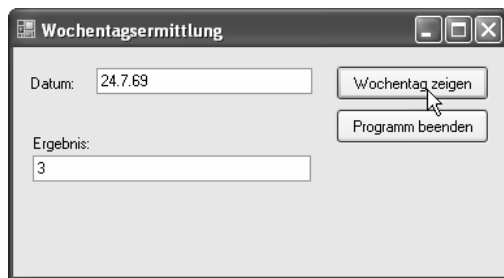 Wochentagsermittlung
Datum: 24.7.69
Wochentag zeigen
Programm beenden
Ergebnis:
3